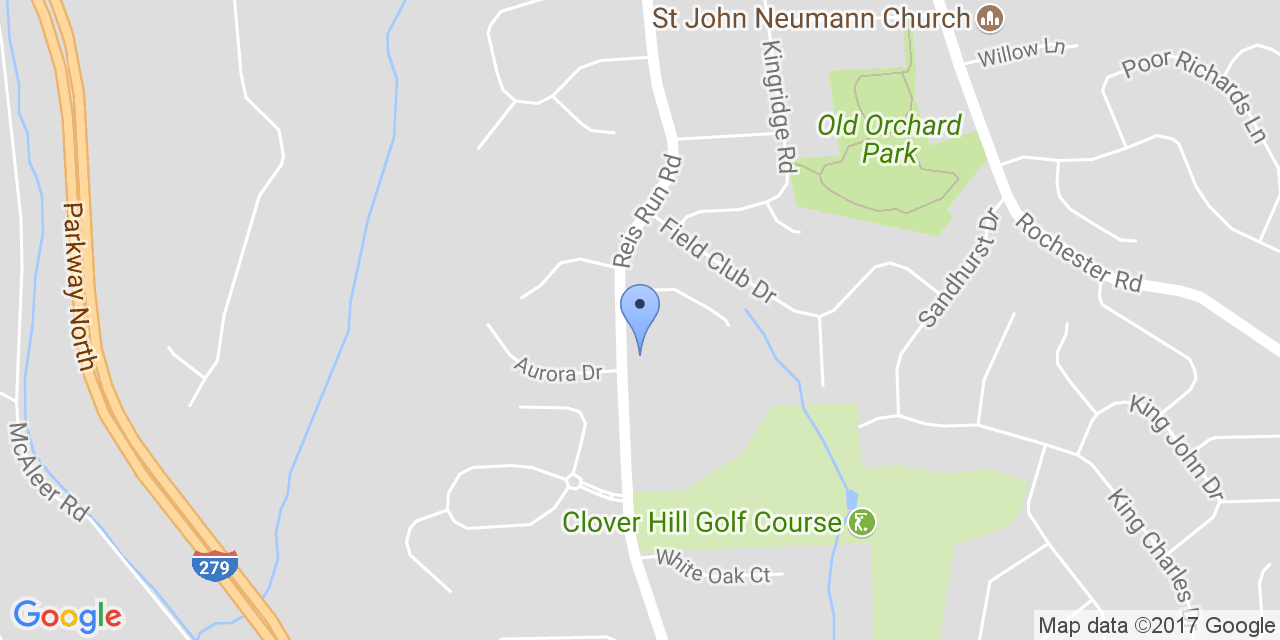 St John Neumann Church
Willow Ln
Poor Richards Ln
Kingridge Rd
Old Orchard
Park
Reis Run Rd
Field Club Dr
Sandhurst Dr
Rochester Rd
Parkway North
Aurora Dr
McAleer Rd
King John Dr
King Charles D
Clover Hill Golf Course
White Oak Ct
279
Google
Map data ©2017 Google